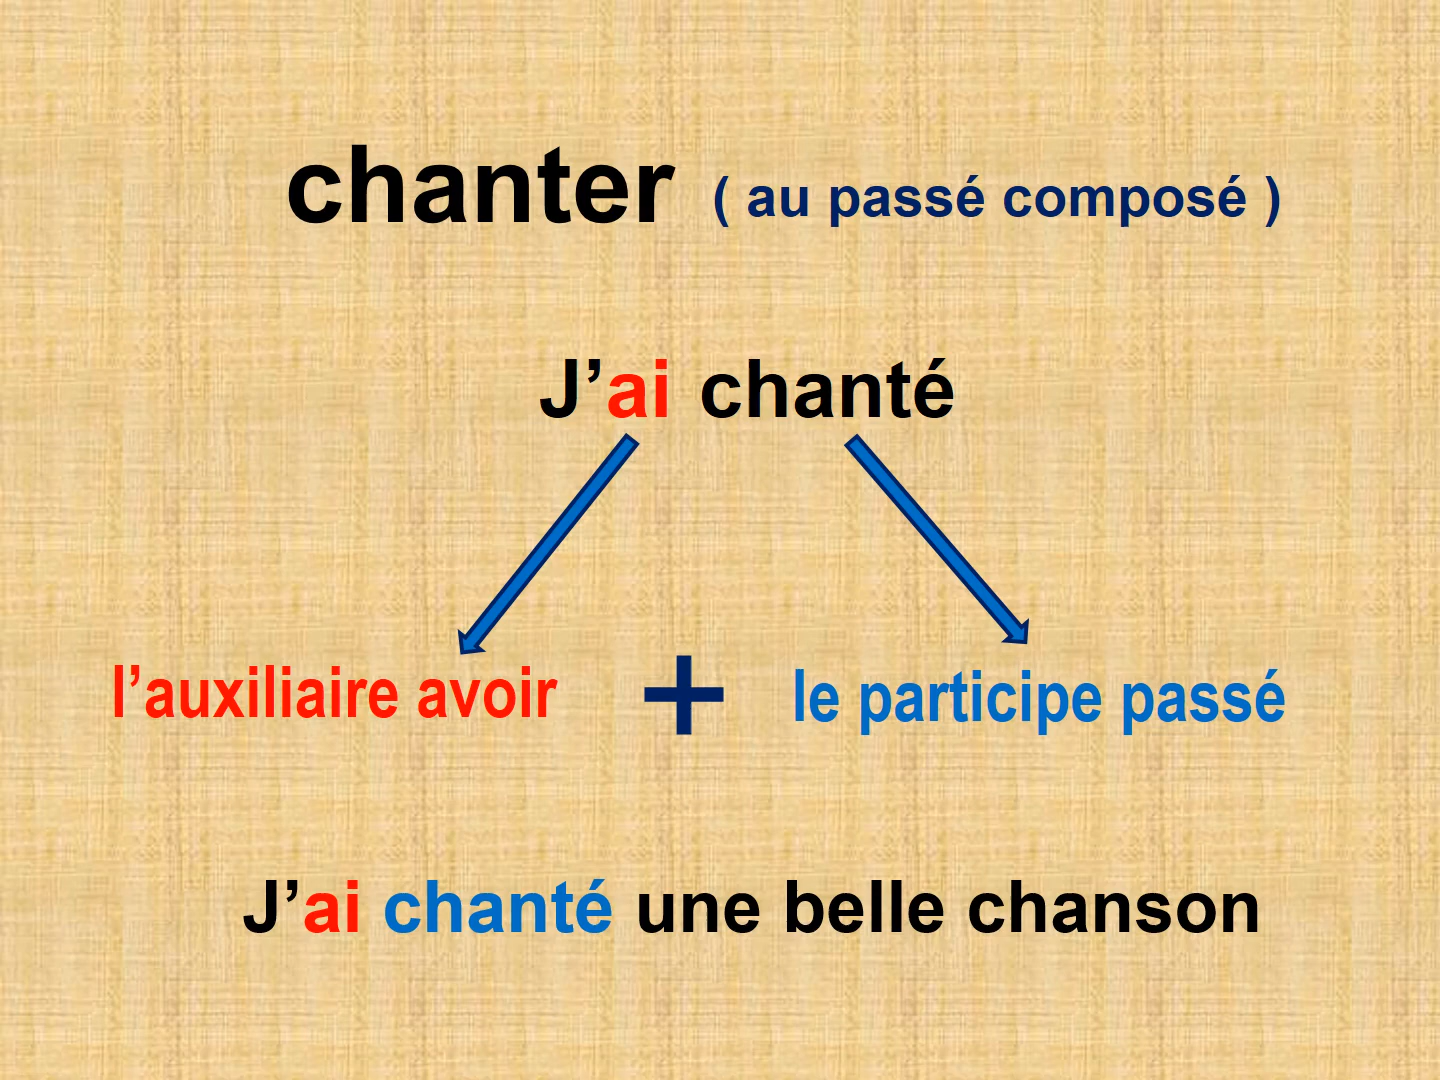 chanter ( au passé composé )
J’ai chanté
l’auxiliaire avoir + le participe passé
J’ai chanté une belle chanson